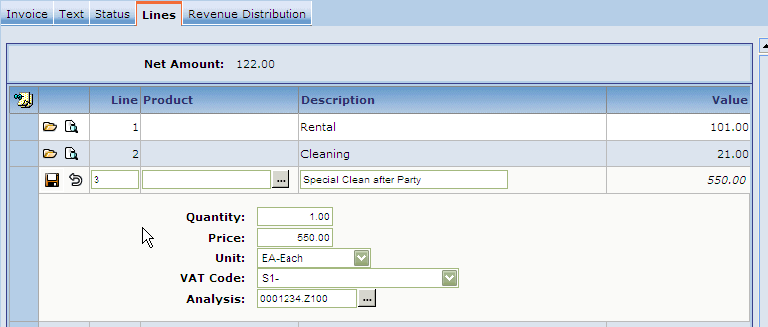 Invoice Text Status Lines Revenue Distribution
Net Amount: 122.00
Line Product Description Value
1 Rental 101.00
2 Cleaning 21.00
3 ... Special Clean after Party 550.00
Quantity: 1.00
Price: 550.00
Unit: EA-Each
VAT Code: S1-
Analysis: 0001234.Z100 ...